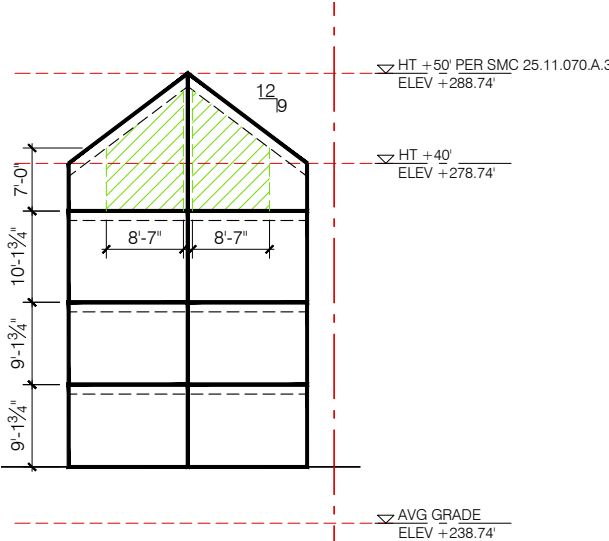 HT +50' PER SMC 25.11.070.A.3
ELEV +288.74'
12
9
HT +40'
ELEV +278.74'
7'-0"
8'-7"
8'-7"
10'-1¾"
9'-1¾"
9'-1¾"
AVG GRADE
ELEV +238.74'